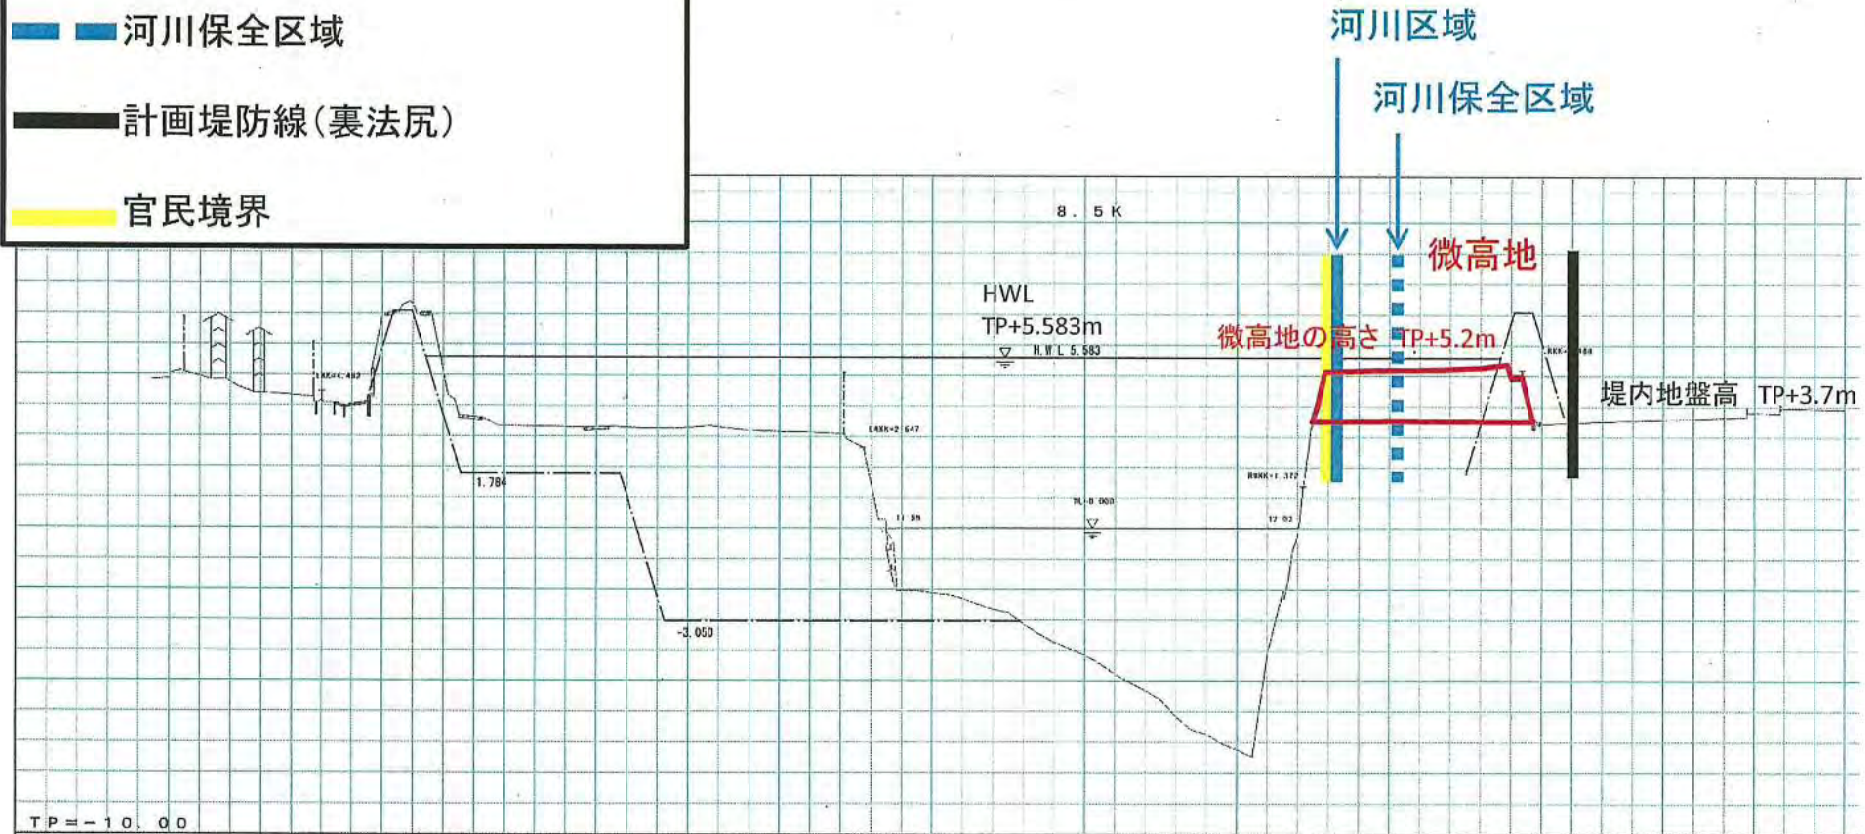 河川保全区域
計画堤防線(裏法尻)
官民境界
河川区域
河川保全区域
8.5K
微高地
HWL
TP+5.583m
H.W.L 5.583
微高地の高さ TP+5.2m
堤内地盤高 TP+3.7m
1.784
-3.050
TP=-10.00